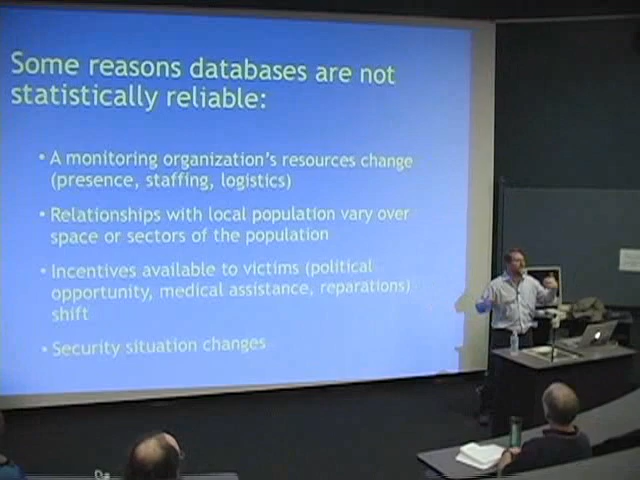 Some reasons databases are not
statistically reliable:
• A monitoring organization's resources change
(presence, staffing, logistics)
• Relationships with local population vary over
space or sectors of the population
• Incentives available to victims (political
opportunity, medical assistance, reparations)
shift
• Security situation changes